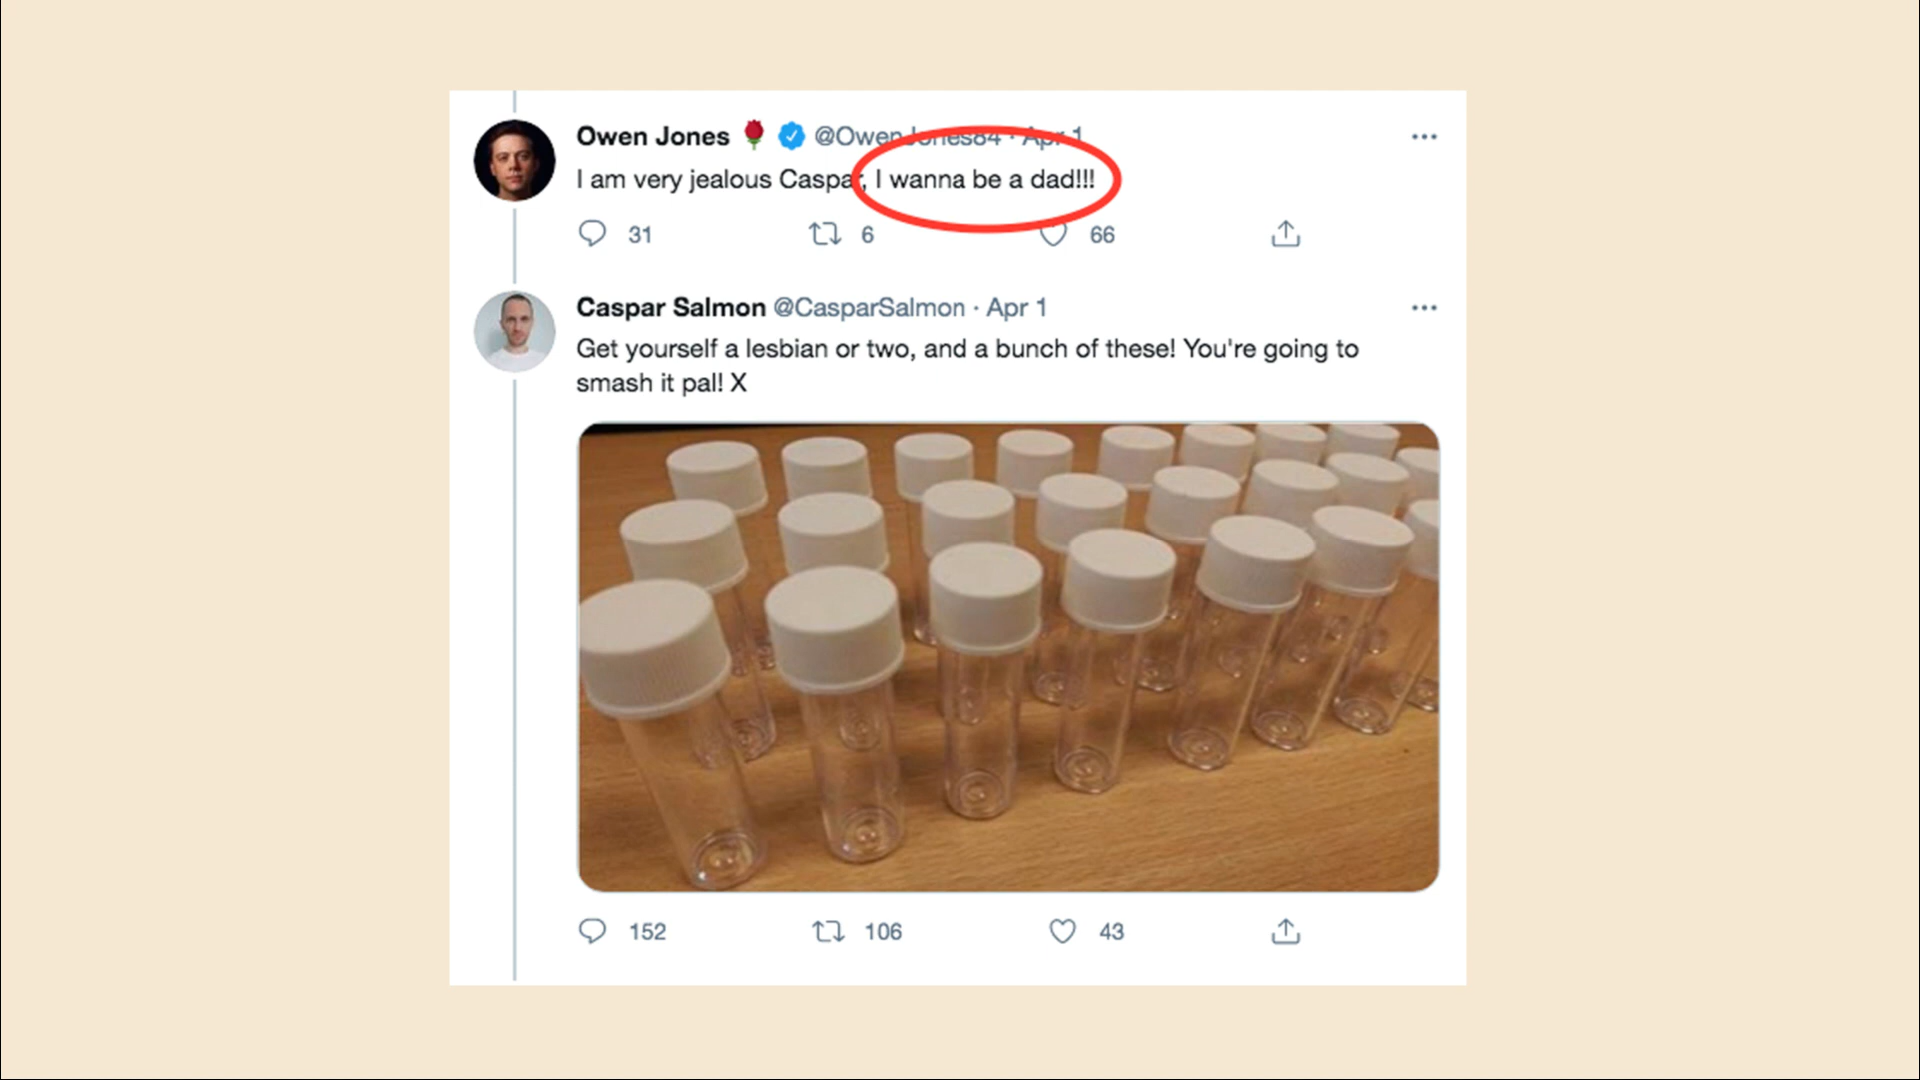 Owen Jones 🌹 @OwenJones84 · Apr 1
I am very jealous Caspar, I wanna be a dad!!!
31 6 66
Caspar Salmon @CasparSalmon · Apr 1
Get yourself a lesbian or two, and a bunch of these! You're going to
smash it pal! X
152 106 43